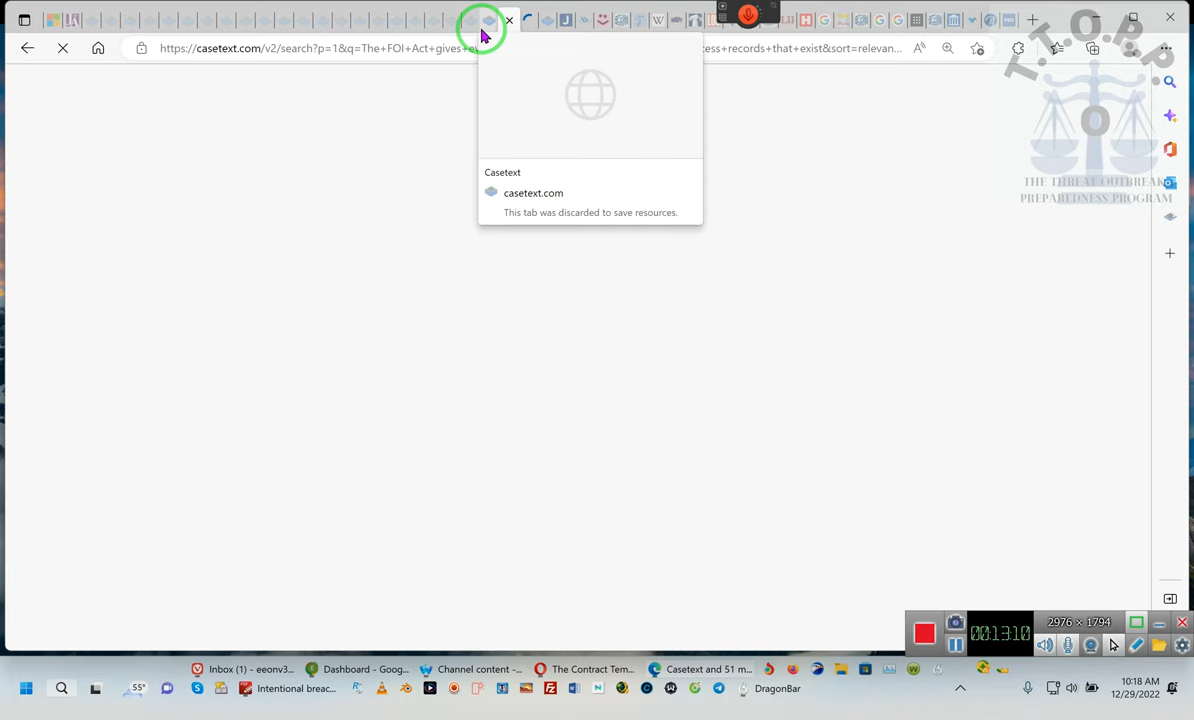 https://casetext.com/v2/search?p=1&q=The+FOI+Act+gives+e
cess+records+that+exist&sort=relevan...
Casetext
casetext.com
This tab was discarded to save resources.
T.T.O.P.P.
THE THREAT OUTBREAK
PREPAREDNESS PROGRAM
2976 × 1794
00:13:10
Inbox (1) - eeonv3...
Dashboard - Goog...
Channel content -...
The Contract Tem...
Casetext and 51 m...
55°
Intentional breac...
DragonBar
10:18 AM
12/29/2022